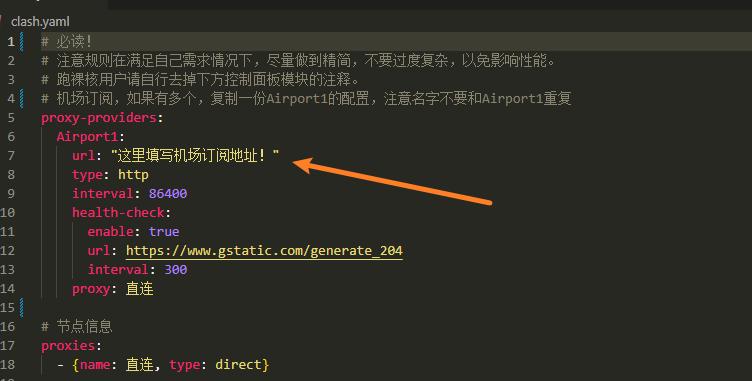 clash.yaml
1 # 必读!
2 # 注意规则在满足自己需求情况下，尽量做到精简，不要过度复杂，以免影响性能。
3 # 跑裸核用户请自行去掉下方控制面板模块的注释。
4 # 机场订阅，如果有多个，复制一份Airport1的配置，注意名字不要和Airport1重复
5 proxy-providers:
6 Airport1:
7 url: "这里填写机场订阅地址！"
8 type: http
9 interval: 86400
10 health-check:
11 enable: true
12 url: https://www.gstatic.com/generate_204
13 interval: 300
14 proxy: 直连
15
16 # 节点信息
17 proxies:
18 - {name: 直连, type: direct}
19